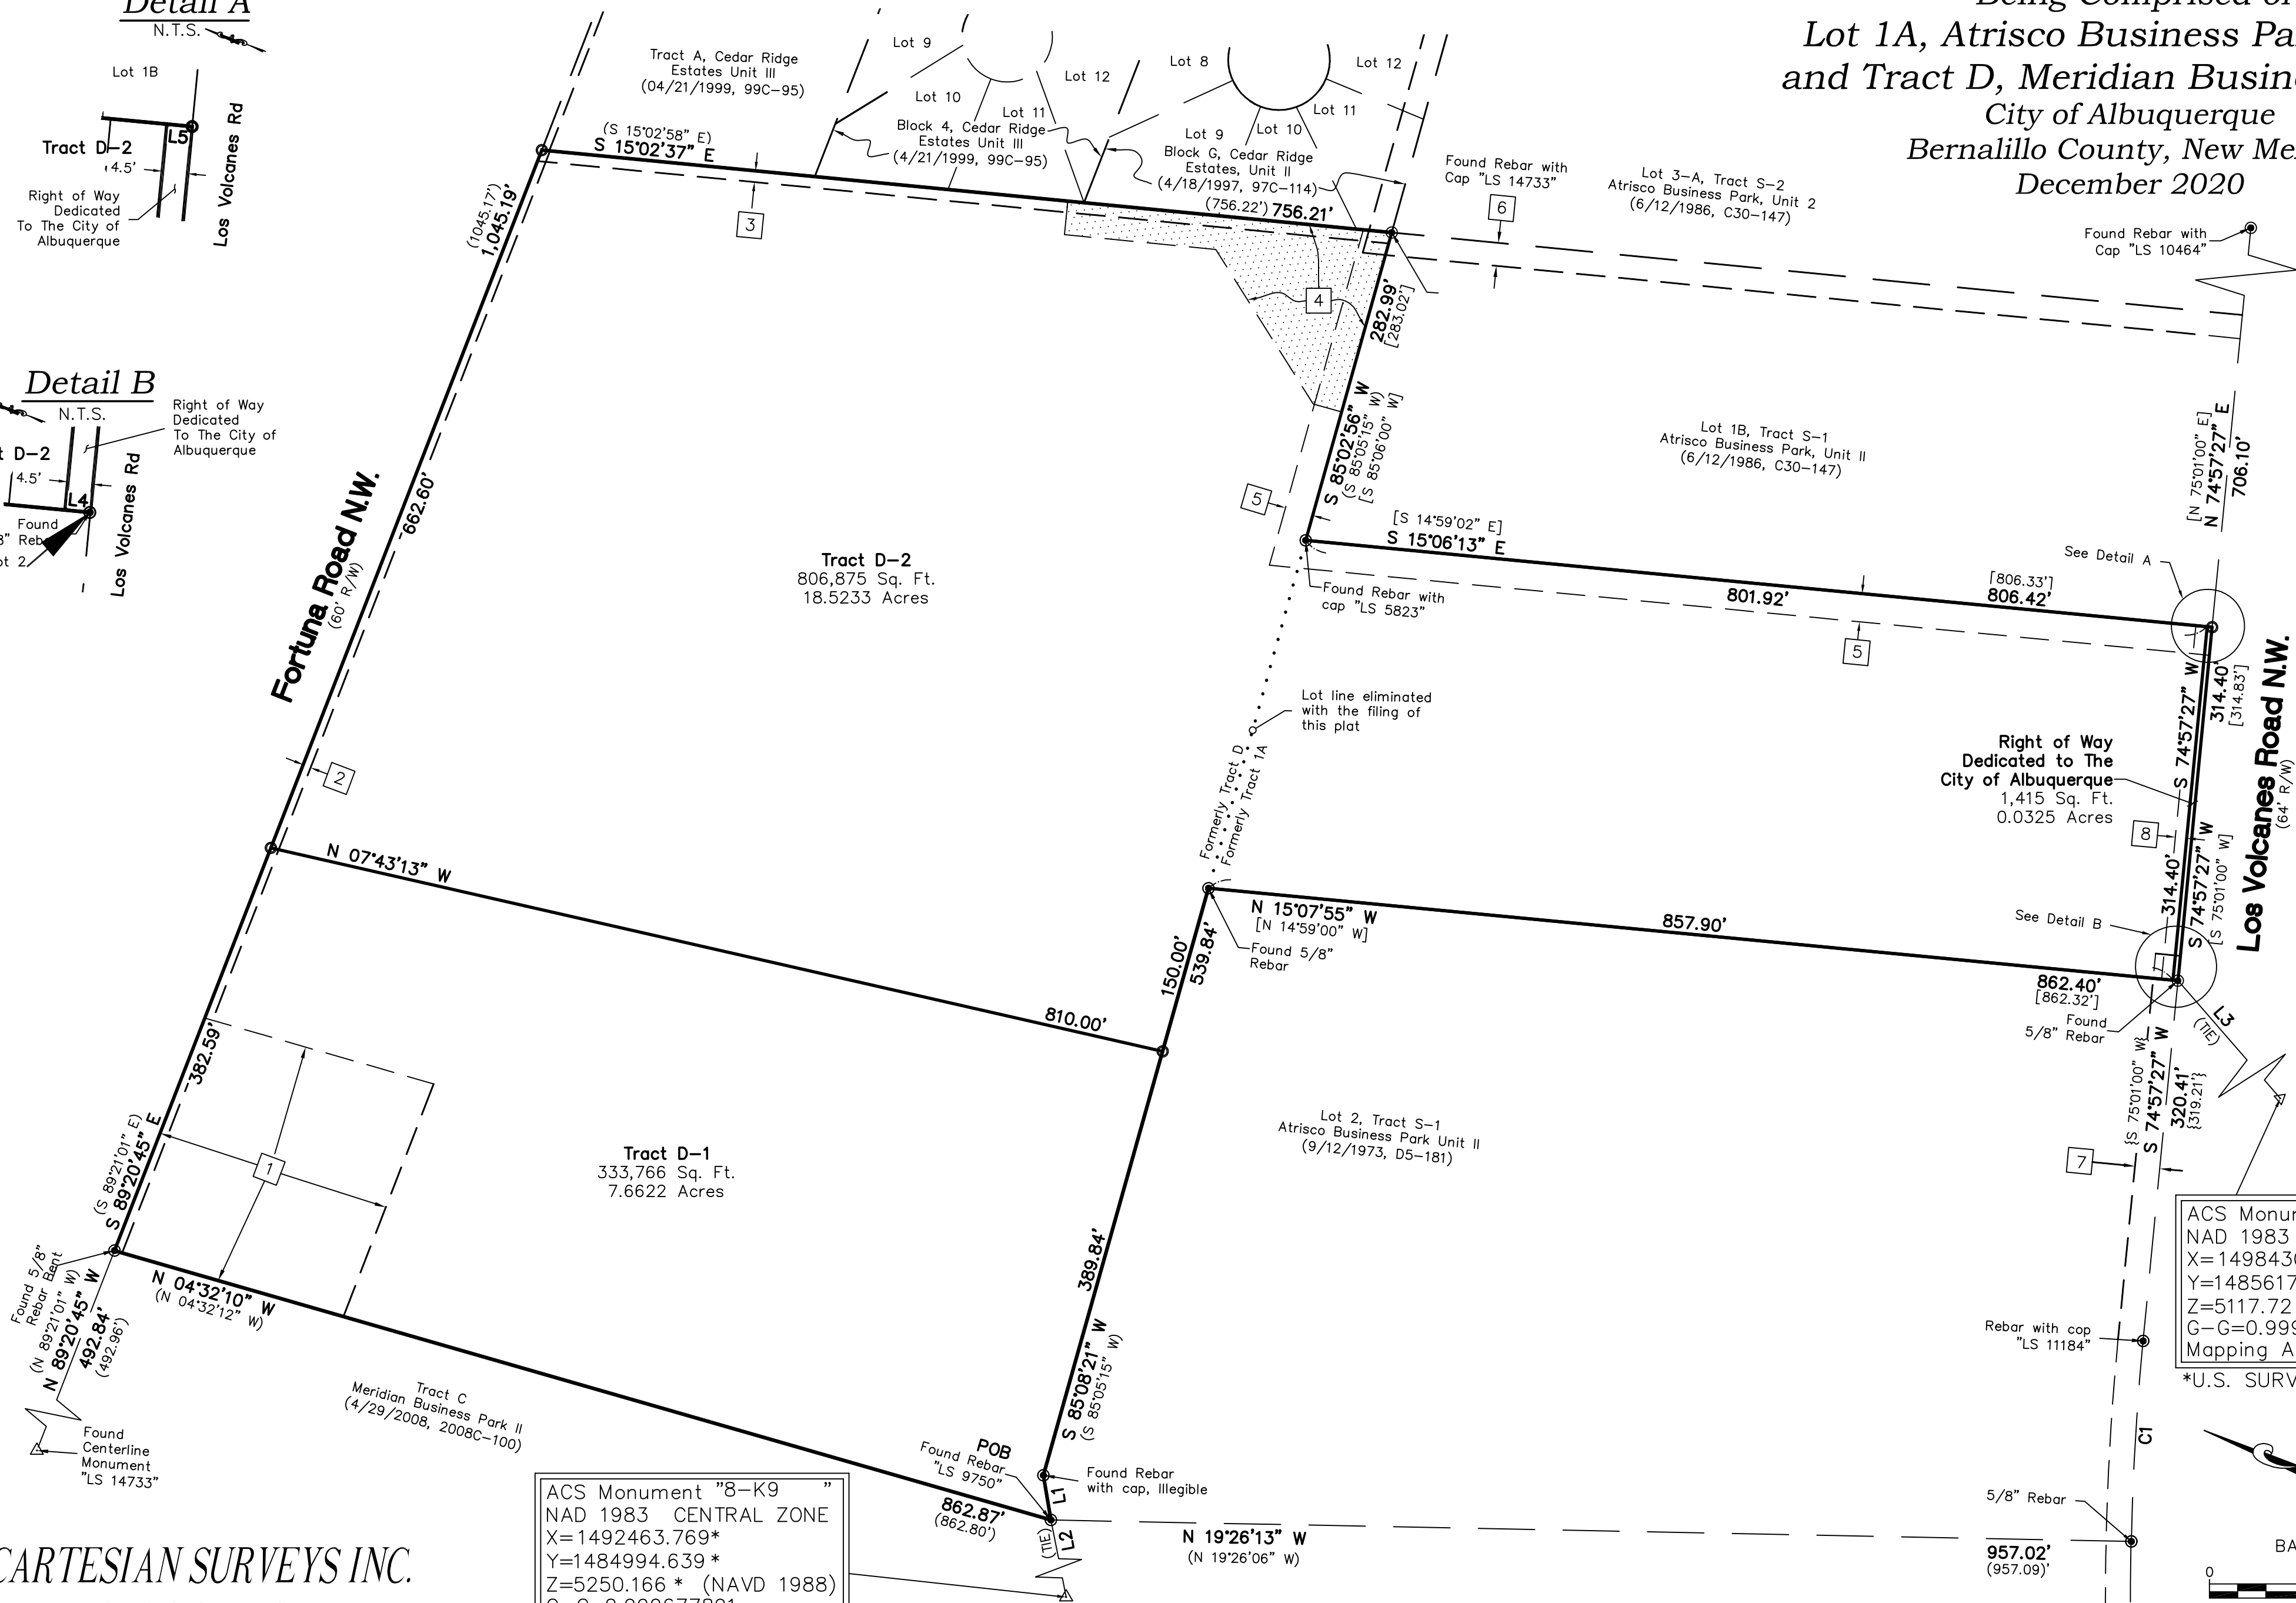 Detail A
N.T.S.
Lot 1B
L5
Tract D-2
4.5'
Right of Way
Dedicated
To The City of
Albuquerque
Los Volcanes Rd
Being Comprised of
Lot 1A, Atrisco Business
and Tract D, Meridian
City of Albuquerque
Bernalillo County, New
December 2020
Detail B
N.T.S.
Right of Way
Dedicated
To The City of
Albuquerque
D-2
4.5'
L4
Found
Los Volcanes Rd
Tract A, Cedar Ridge
Estates Unit III
(04/21/1999, 99C-95)
Lot 9
Lot 10
Lot 11
Lot 12
Block 4, Cedar Ridge
Estates Unit III
(4/21/1999, 99C-95)
Lot 8
Lot 9
Lot 10
Lot 11
Lot 12
Block G, Cedar Ridge
Estates, Unit II
(4/18/1997, 97C-114)
(S 15°02'58" E)
S 15°02'37" E
(756.22') 756.21'
3
Found Rebar with
Cap "LS 14733"
6
Lot 3-A, Tract S-2
Atrisco Business Park, Unit 2
(6/12/1986, C30-147)
Found Rebar with
Cap "LS 10464"
(1045.17')
1,045.19'
4
282.99'
[283.02']
S 85°02'56" W
(S 85°05'15" W)
[S 85°06'00" W]
5
Lot 1B, Tract S-1
Atrisco Business Park, Unit II
(6/12/1986, C30-147)
[N 75°01'00" E]
N 74°57'27" E
706.10'
Fortuna Road N.W.
(60' R/W)
662.60'
Tract D-2
806,875 Sq. Ft.
18.5233 Acres
[S 14°59'02" E]
S 15°06'13" E
Found Rebar with
cap "LS 5823"
801.92'
[806.33']
806.42'
5
See Detail A
Lot line eliminated
with the filing of
this plat
Formerly Tract D
Formerly Tract 1A
S 74°57'27" W
314.40'
[314.83']
Right of Way
Dedicated to The
City of Albuquerque
1,415 Sq. Ft.
0.0325 Acres
8
314.40'
S 74°57'27" W
[S 75°01'00" W]
Los Volcanes Road N.W.
(64' R/W)
2
N 07°43'13" W
810.00'
N 15°07'55" W
[N 14°59'00" W]
Found 5/8"
Rebar
150.00'
539.84'
857.90'
See Detail B
862.40'
[862.32']
Found
5/8" Rebar
L3
(TIE)
{S 75°01'00" W}
S 74°57'27" W
320.41'
{319.21'}
382.59'
(S 89°21'01" E)
S 89°20'45" E
1
Tract D-1
333,766 Sq. Ft.
7.6622 Acres
389.84'
Lot 2, Tract S-1
Atrisco Business Park Unit II
(9/12/1973, D5-181)
7
Found 5/8"
Rebar Bent
(N 89°21'01" W)
N 89°20'45" W
492.84'
(492.96')
N 04°32'10" W
(N 04°32'12" W)
Tract C
Meridian Business Park II
(4/29/2008, 2008C-100)
Found
Centerline
Monument
"LS 14733"
S 85°08'21" W
(S 85°05'15" W)
POB
Found Rebar
"LS 9750"
862.87'
(862.80')
Found Rebar
with cap, Illegible
L1
L2
(TIE)
N 19°26'13" W
(N 19°26'06" W)
957.02'
(957.09')
Rebar with cop
"LS 11184"
C1
5/8" Rebar
ACS
NAD 1983
Z=5117.72
Mapping
*U.S.
0
CARTESIAN SURVEYS INC.
ACS Monument "8-K9 "
NAD 1983 CENTRAL ZONE
X=1492463.769*
Y=1484994.639*
Z=5250.166 * (NAVD 1988)